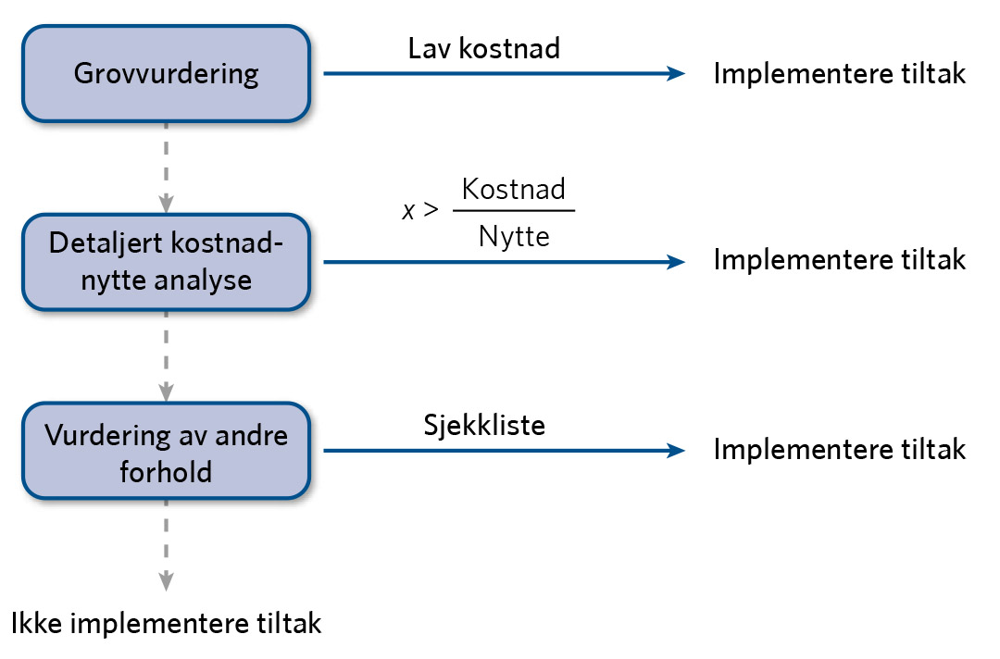 Grovvurdering
Lav kostnad
Implementere tiltak
Detaljert kostnad-
nytte analyse
x > Kostnad
Nytte
Implementere tiltak
Vurdering av andre
forhold
Sjekkliste
Implementere tiltak
Ikke implementere tiltak